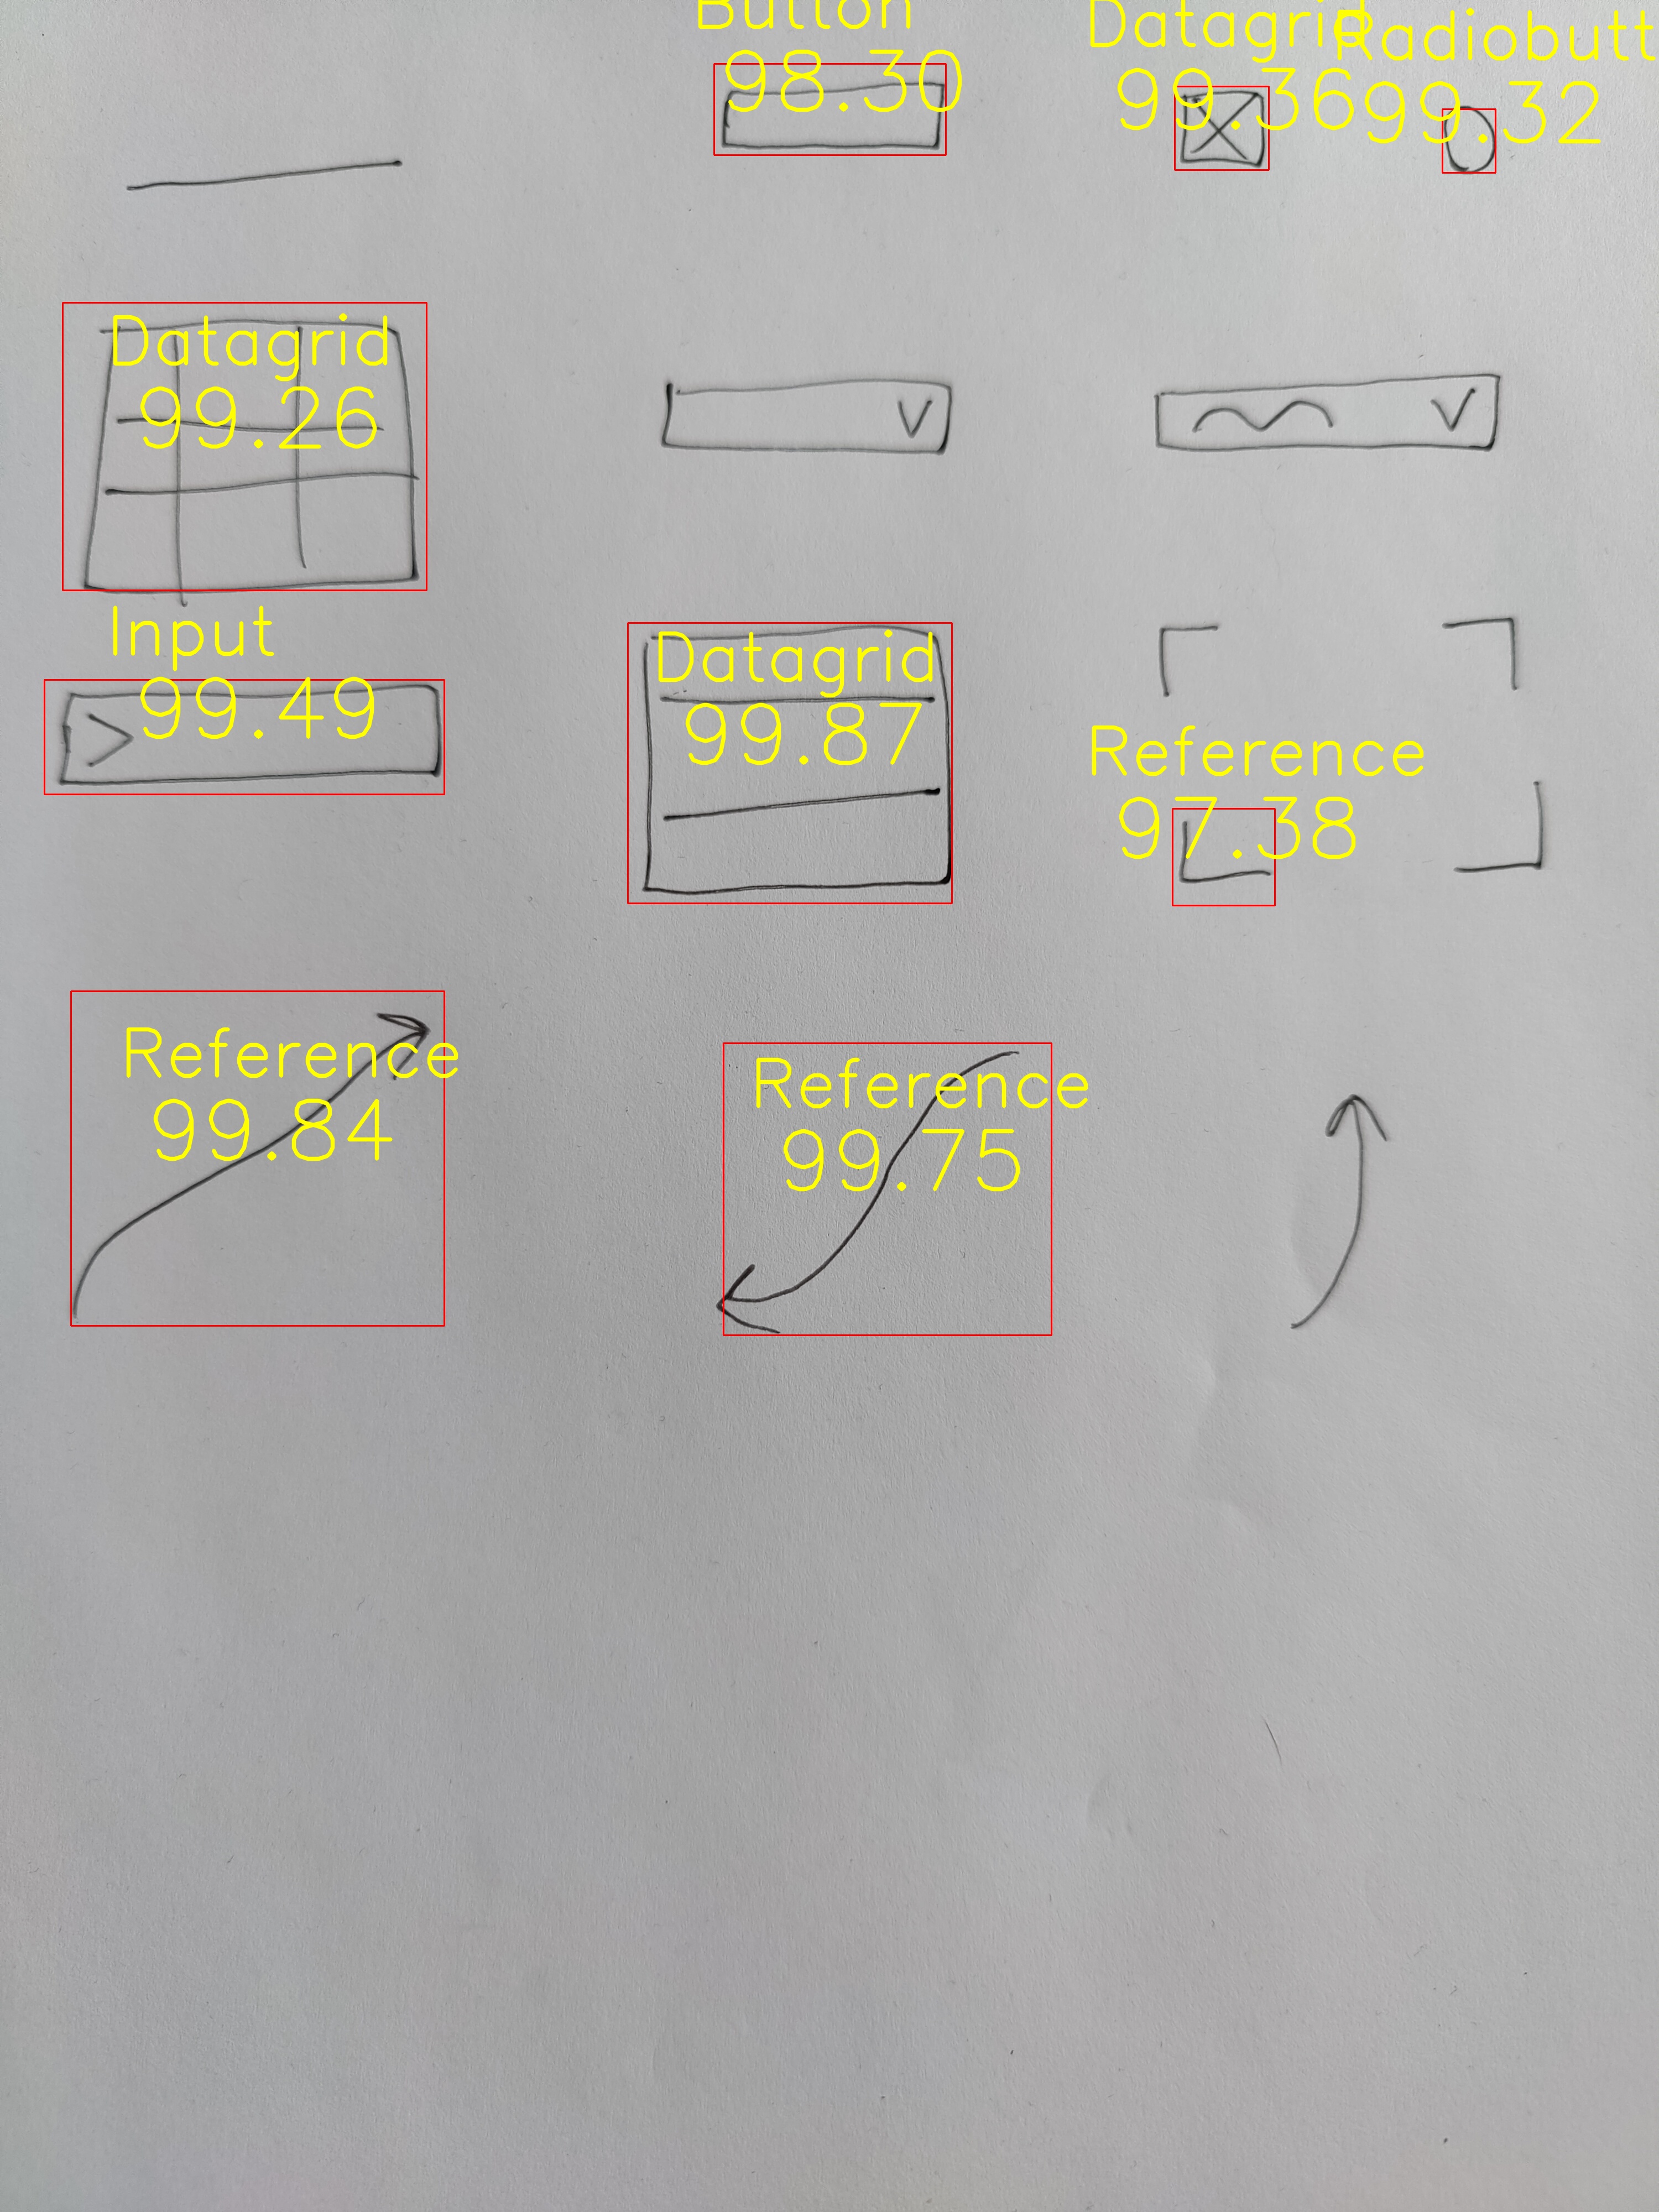 Button
98.30
Datagrid
99.36
Radiobutt
99.32
Datagrid
99.26
Input
99.49
Datagrid
99.87
Reference
97.38
Reference
99.84
Reference
99.75